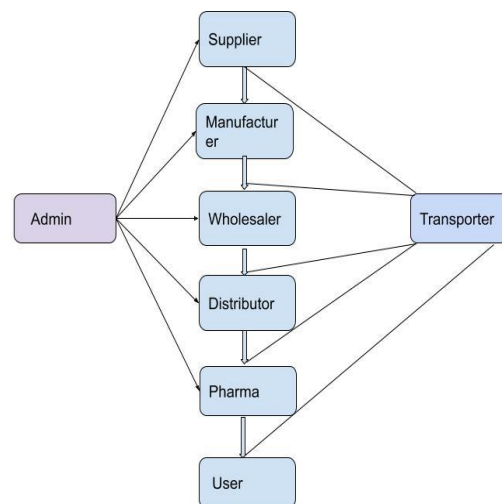 Supplier
Manufactur
er
Admin
Wholesaler
Transporter
Distributor
Pharma
User